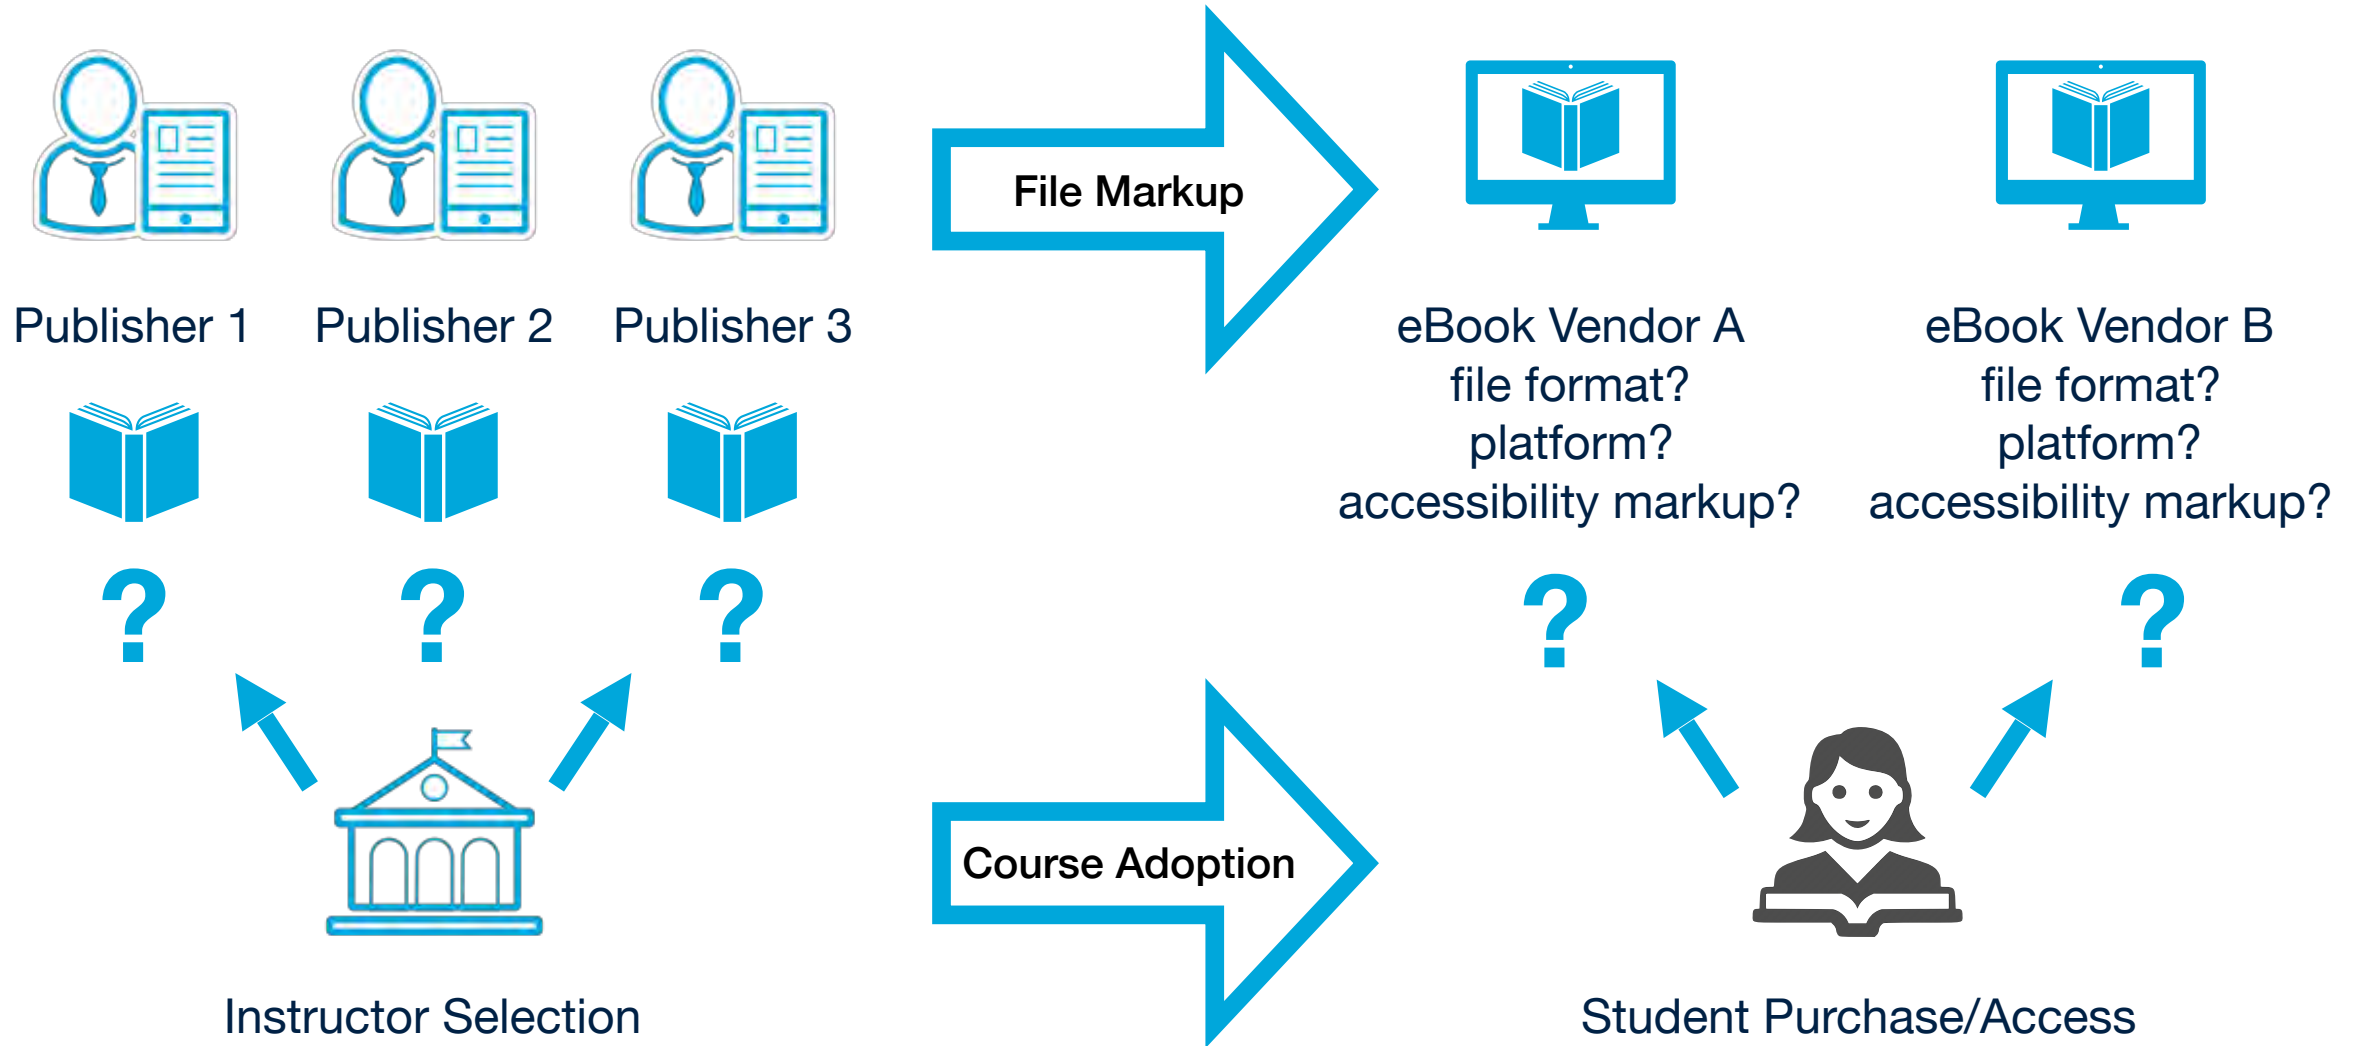 File Markup
Publisher 1
Publisher 2
Publisher 3
eBook Vendor A
file format?
platform?
accessibility markup?
eBook Vendor B
file format?
platform?
accessibility markup?
?
?
?
?
?
Course Adoption
Instructor Selection
Student Purchase/Access